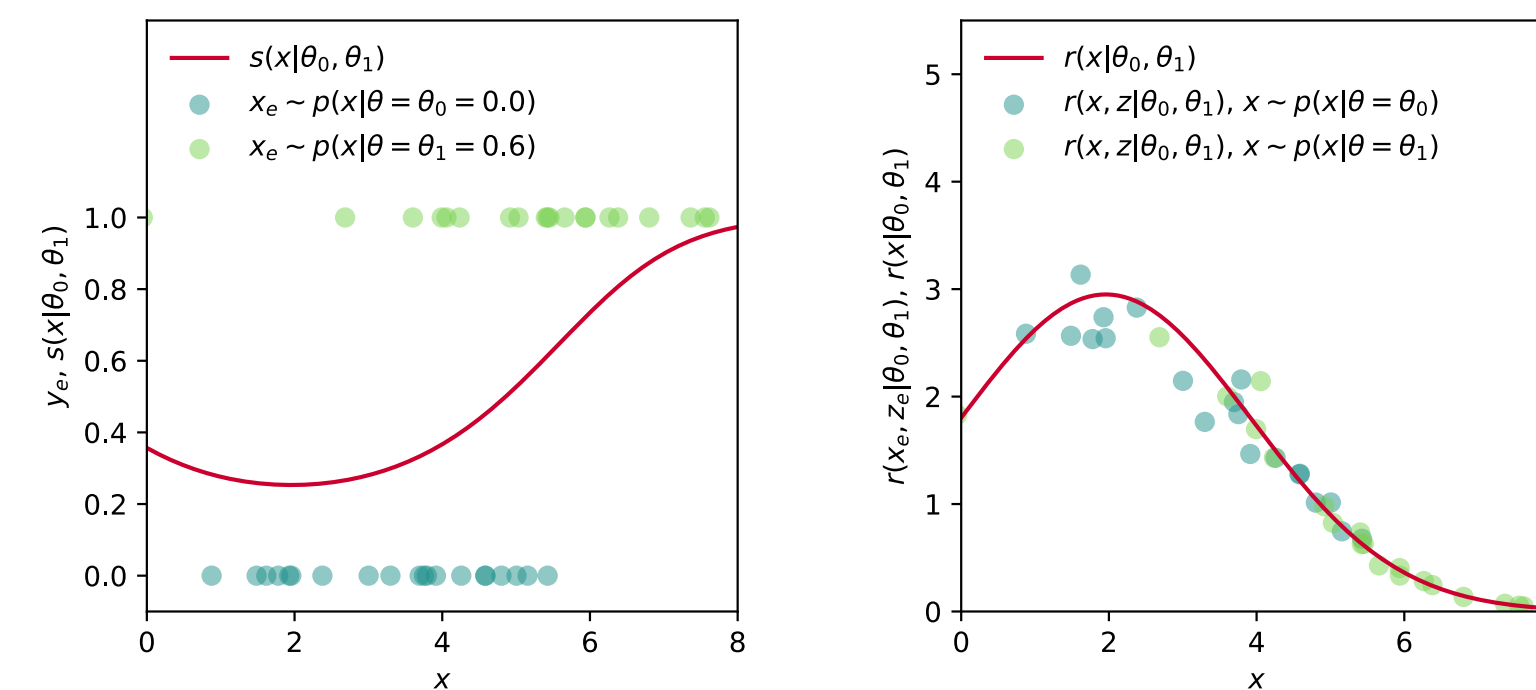 s(x|θ₀, θ₁)
xₑ ~ p(x|θ = θ₀ = 0.0)
xₑ ~ p(x|θ = θ₁ = 0.6)
yₑ, s(x|θ₀, θ₁)
1.0
0.8
0.6
0.4
0.2
0.0
0 2 4 6 8
x
r(x|θ₀, θ₁)
r(x, z|θ₀, θ₁), x ~ p(x|θ = θ₀)
r(x, z|θ₀, θ₁), x ~ p(x|θ = θ₁)
r(xₑ, zₑ|θ₀, θ₁), r(x|θ₀, θ₁)
5
4
3
2
1
0
0 2 4 6
x